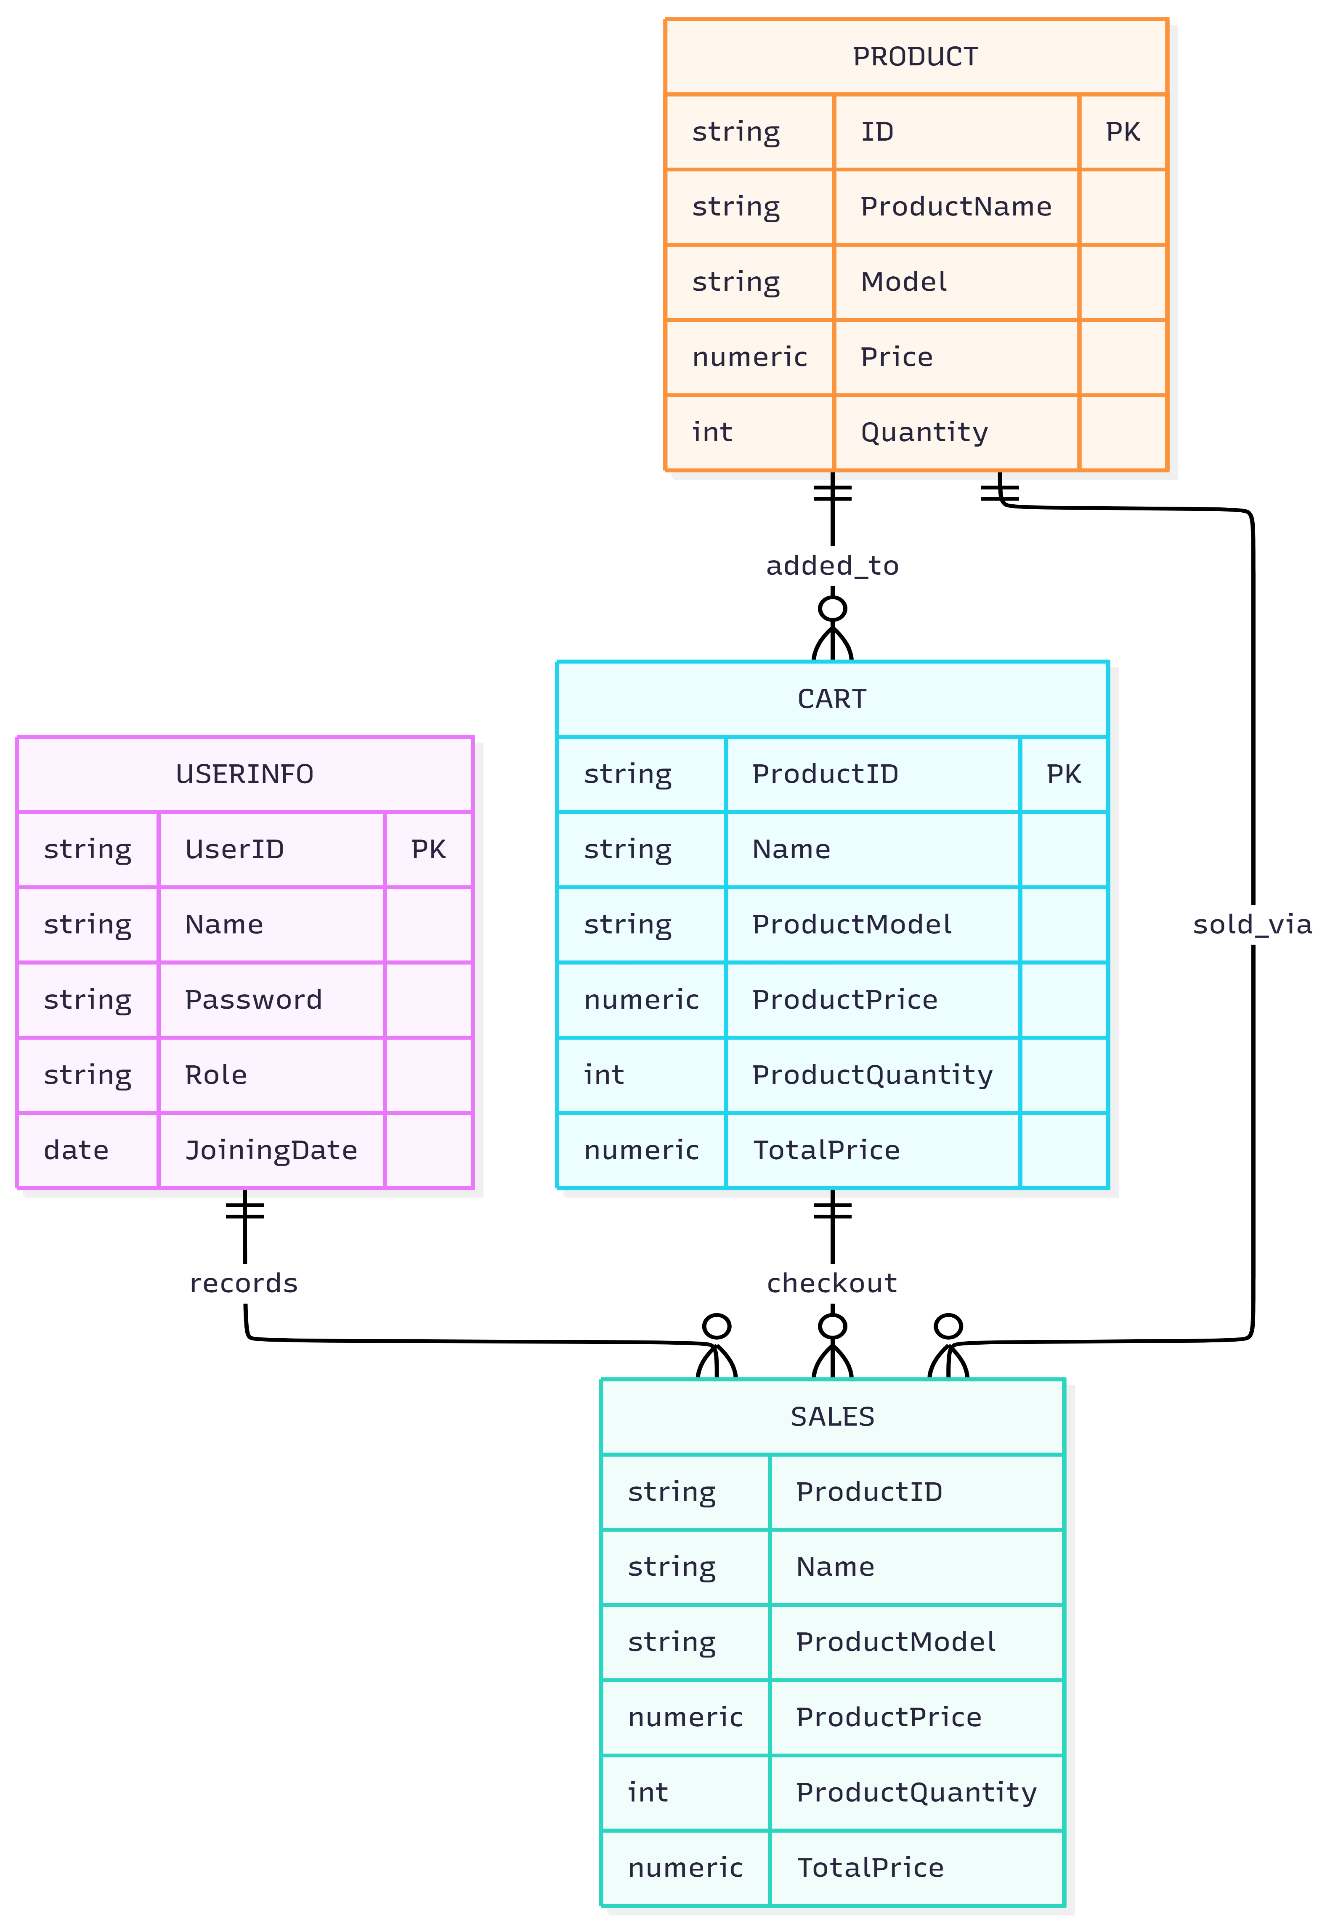 PRODUCT
string ID PK
string ProductName
string Model
numeric Price
int Quantity
added_to
CART
string ProductID PK
string Name
string ProductModel
numeric ProductPrice
int ProductQuantity
numeric TotalPrice
USERINFO
string UserID PK
string Name
string Password
string Role
date JoiningDate
sold_via
records
checkout
SALES
string ProductID
string Name
string ProductModel
numeric ProductPrice
int ProductQuantity
numeric TotalPrice